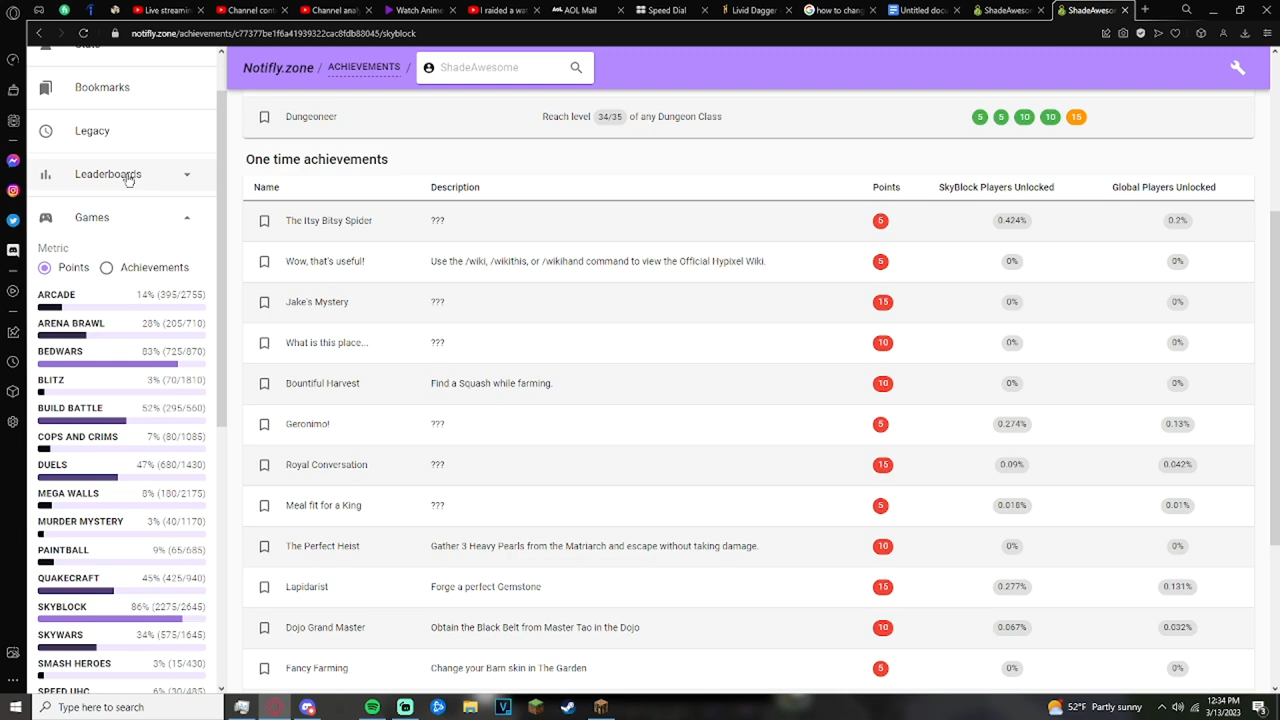 Live streamin
Channel cont
Channel anal
Watch Anime
I raided a wat
AOL Mail
Speed Dial
Livid Dagger
how to chan
Untitled docu
ShadeAweson
ShadeAwesor
notifly.zone/achievements/c77377be1f6a41939322cac8fdb88045/skyblock
Bookmarks
Legacy
Leaderboards
Games
Metric
Points Achievements
ARCADE 14% (395/2755)
ARENA BRAWL 28% (205/710)
BEDWARS 83% (725/870)
BLITZ 3% (70/1810)
BUILD BATTLE 52% (295/560)
COPS AND CRIMS 7% (80/1085)
DUELS 47% (680/1430)
MEGA WALLS 8% (180/2175)
MURDER MYSTERY 3% (40/1170)
PAINTBALL 9% (65/685)
QUAKECRAFT 45% (425/940)
SKYBLOCK 86% (2275/2645)
SKYWARS 34% (575/1645)
SMASH HEROES 3% (15/430)
SPEED UHC 6% (30/485)
Notifly.zone / ACHIEVEMENTS / ShadeAwesome
Dungeoneer Reach level 34/35 of any Dungeon Class 5 5 10 10 15
One time achievements
Name Description Points SkyBlock Players Unlocked Global Players Unlocked
The Itsy Bitsy Spider ??? 5 0.424% 0.2%
Wow, that's useful! Use the /wiki, /wikithis, or /wikihand command to view the Official Hypixel Wiki. 5 0% 0%
Jake's Mystery ??? 15 0% 0%
What is this place... ??? 10 0% 0%
Bountiful Harvest Find a Squash while farming. 10 0% 0%
Geronimo! ??? 5 0.274% 0.13%
Royal Conversation ??? 15 0.09% 0.042%
Meal fit for a King ??? 5 0.018% 0.01%
The Perfect Heist Gather 3 Heavy Pearls from the Matriarch and escape without taking damage. 10 0% 0%
Lapidarist Forge a perfect Gemstone 15 0.277% 0.131%
Dojo Grand Master Obtain the Black Belt from Master Tao in the Dojo 10 0.067% 0.032%
Fancy Farming Change your Barn skin in The Garden 5 0% 0%
Type here to search
52°F Partly sunny
12:34 PM
3/13/2023